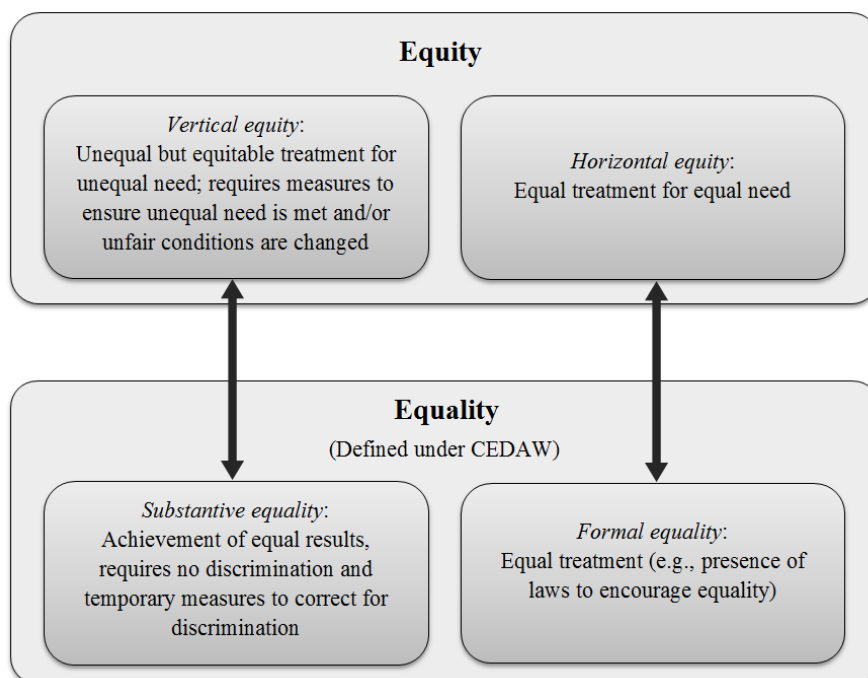 Equity
Vertical equity:
Unequal but equitable treatment for
unequal need; requires measures to
ensure unequal need is met and/or
unfair conditions are changed
Horizontal equity:
Equal treatment for equal need
Equality
(Defined under CEDAW)
Substantive equality:
Achievement of equal results,
requires no discrimination and
temporary measures to correct for
discrimination
Formal equality:
Equal treatment (e.g., presence of
laws to encourage equality)